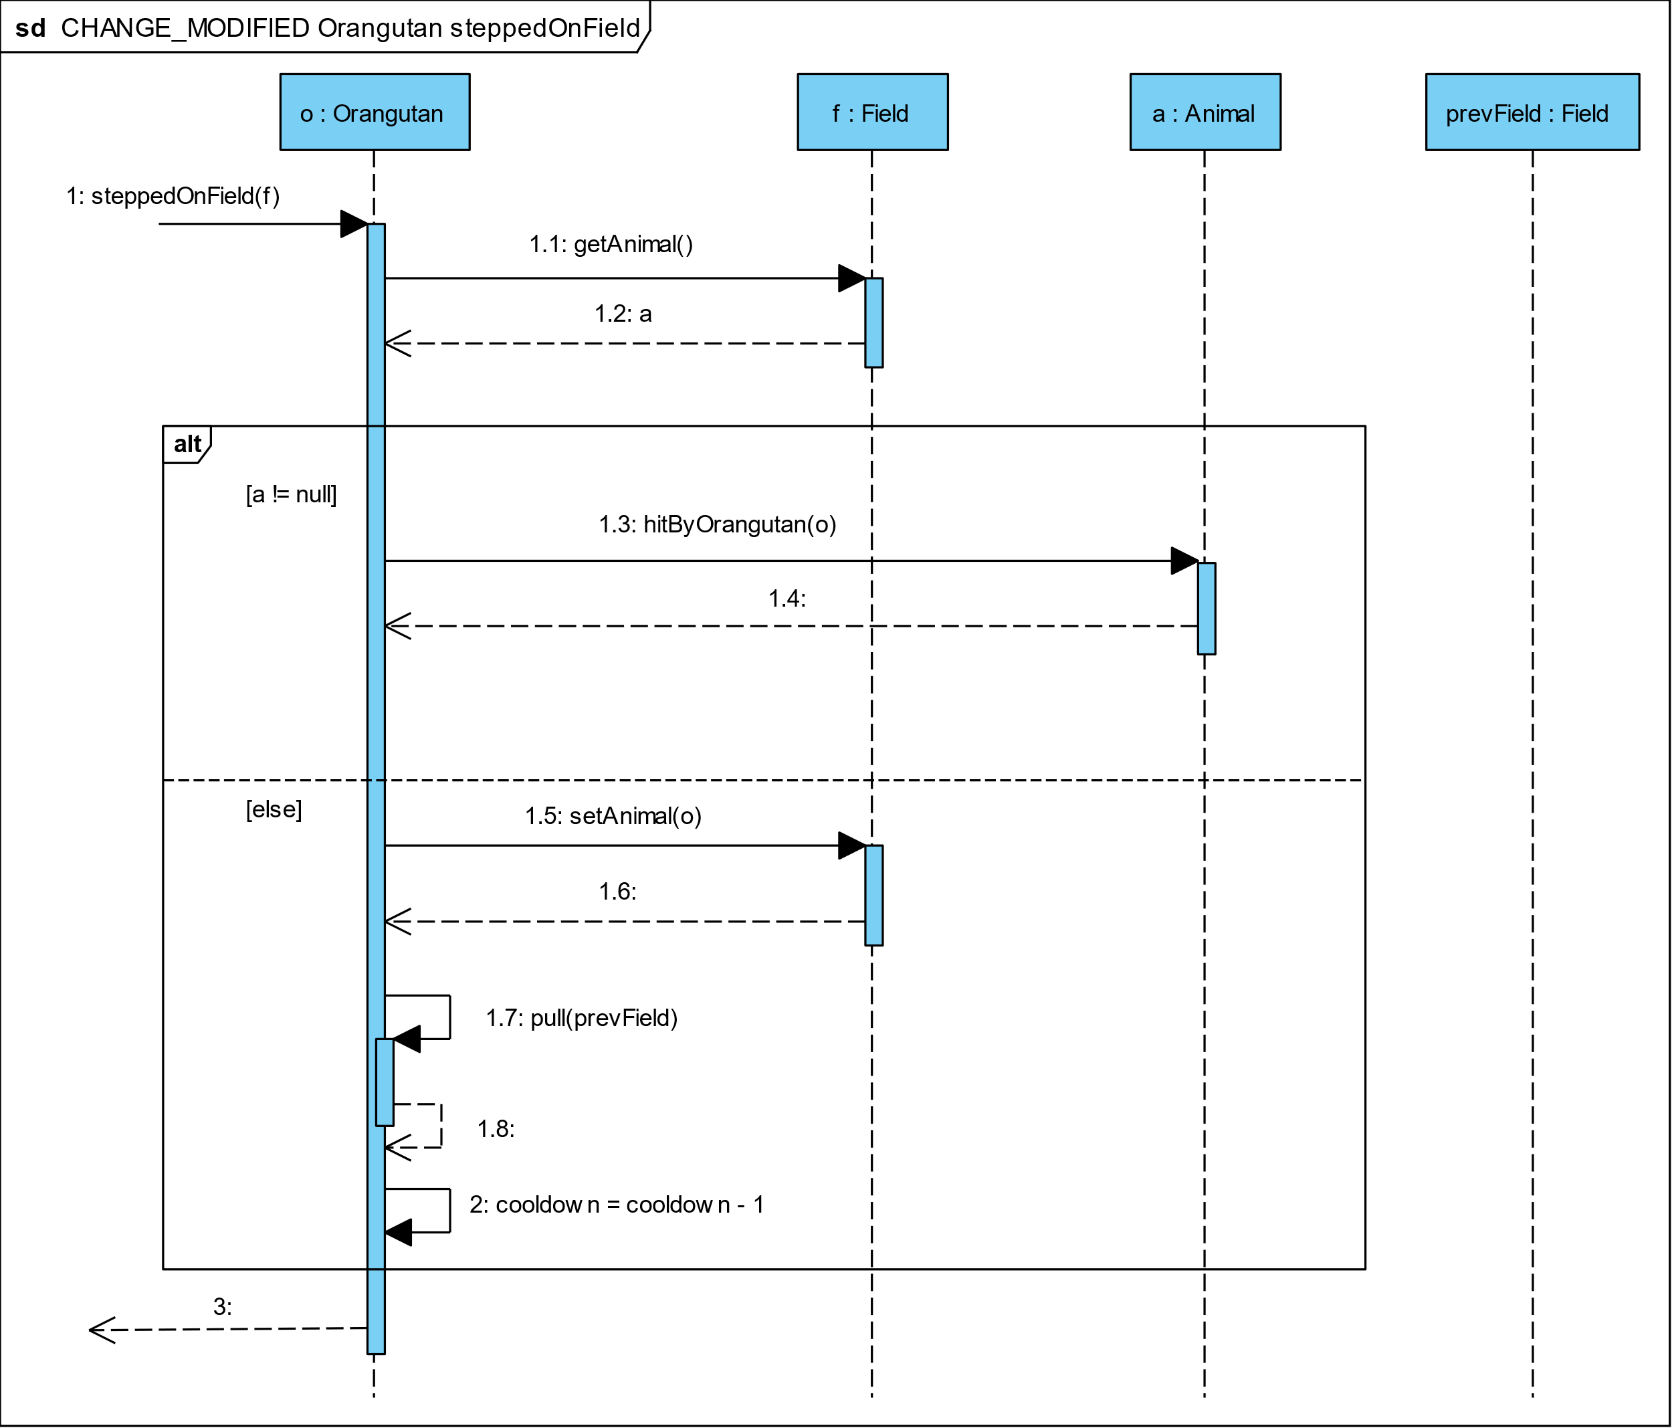 sd CHANGE_MODIFIED Orangutan steppedOnField
o : Orangutan
f : Field
a : Animal
prevField : Field
1: steppedOnField(f)
1.1: getAnimal()
1.2: a
alt
[a != null]
1.3: hitByOrangutan(o)
1.4:
[else]
1.5: setAnimal(o)
1.6:
1.7: pull(prevField)
1.8:
2: cooldown = cooldown - 1
3: